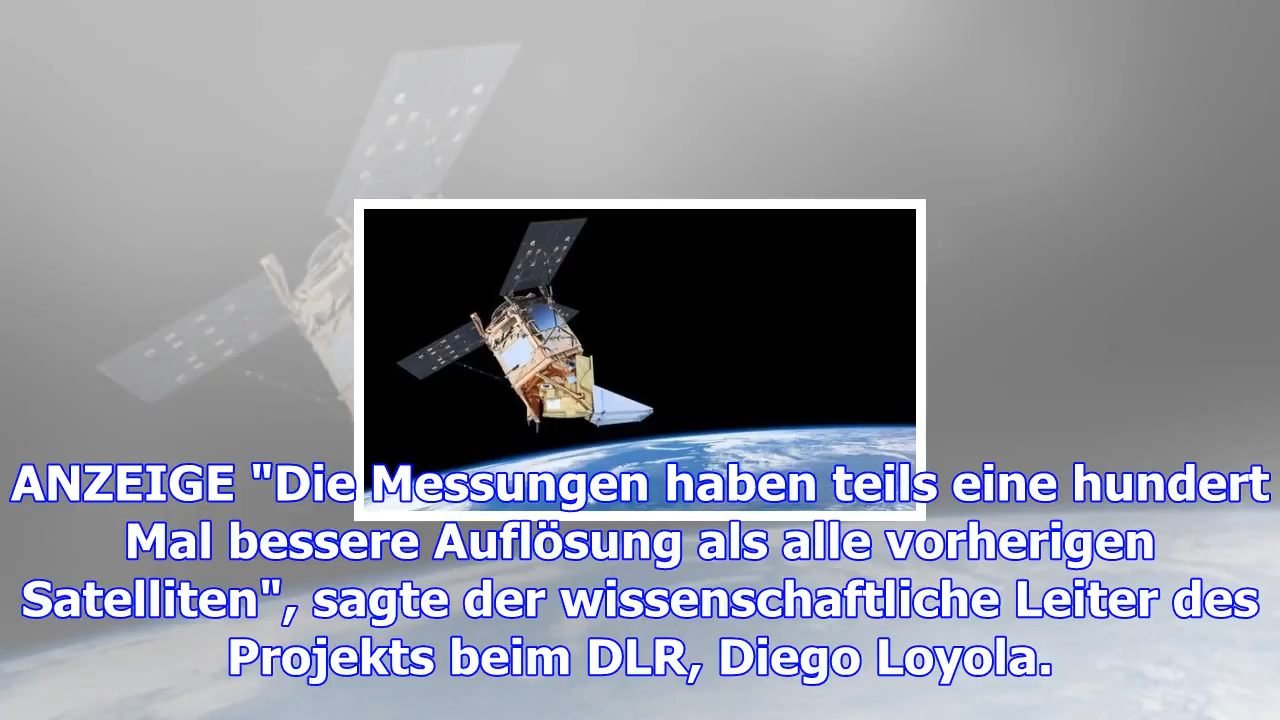 ANZEIGE "Die Messungen haben teils eine hundert
Mal bessere Auflösung als alle vorherigen
Satelliten", sagte der wissenschaftliche Leiter des
Projekts beim DLR, Diego Loyola.